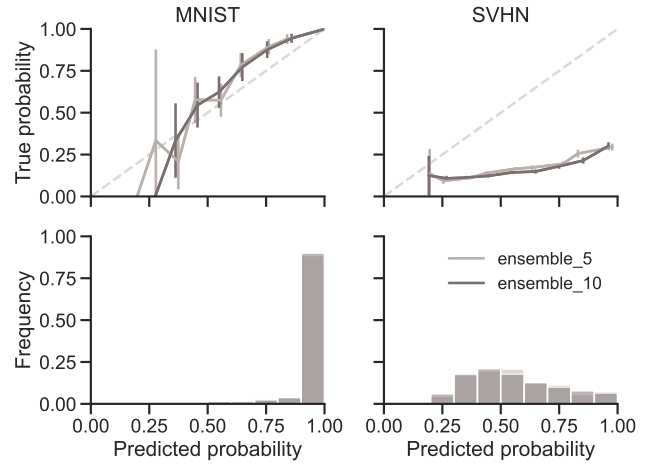 MNIST
SVHN
True probability
1.00
0.75
0.50
0.25
0.00
Frequency
1.00
0.75
0.50
0.25
0.00
ensemble_5
ensemble_10
0.00 0.25 0.50 0.75 1.00
0.00 0.25 0.50 0.75 1.00
Predicted probability
Predicted probability